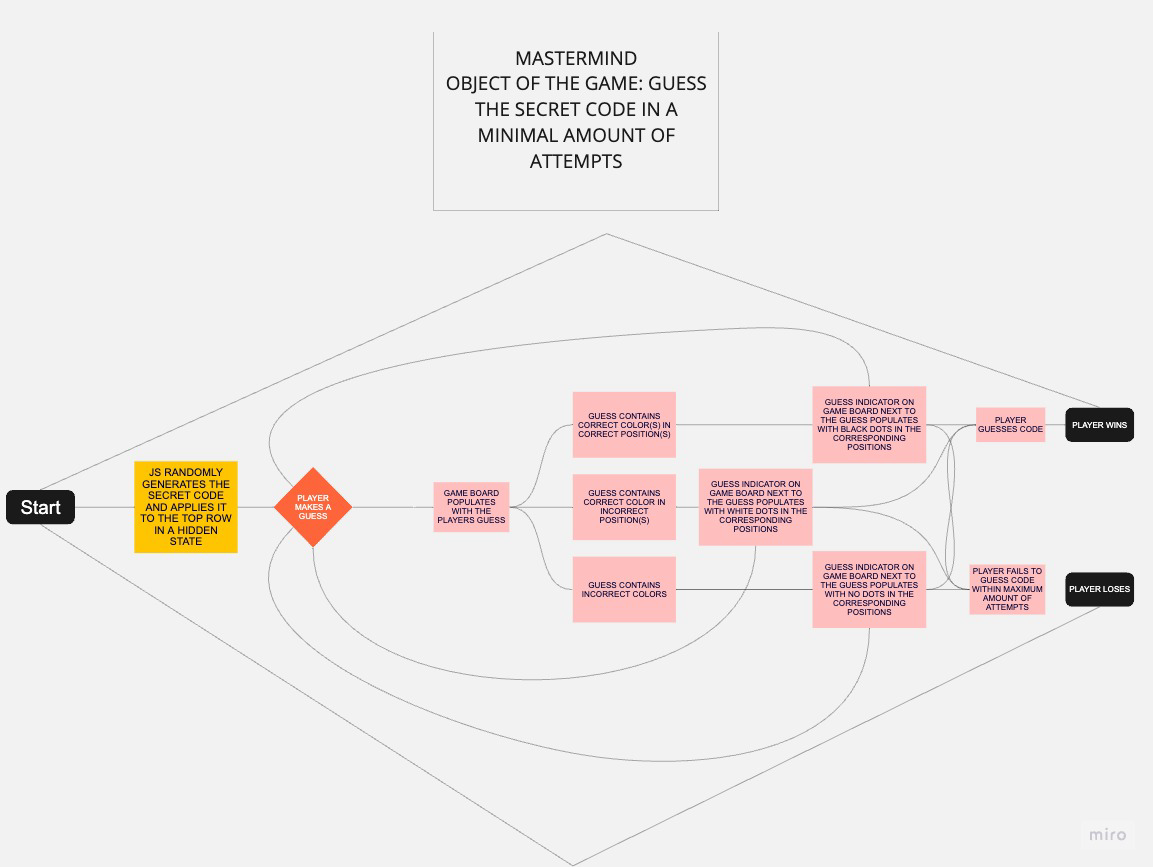 MASTERMIND
OBJECT OF THE GAME: GUESS
THE SECRET CODE IN A
MINIMAL AMOUNT OF
ATTEMPTS
Start
JS RANDOMLY
GENERATES THE
SECRET CODE
AND APPLIES IT
TO THE TOP ROW
IN A HIDDEN
STATE
PLAYER
MAKES A
GUESS
GAME BOARD
POPULATES
WITH THE
PLAYERS GUESS
GUESS CONTAINS
CORRECT COLOR(S) IN
CORRECT POSITION(S)
GUESS CONTAINS
CORRECT COLOR IN
INCORRECT
POSITION(S)
GUESS CONTAINS
INCORRECT COLORS
GUESS INDICATOR ON
GAME BOARD NEXT TO
THE GUESS POPULATES
WITH BLACK DOTS IN THE
CORRESPONDING
POSITIONS
GUESS INDICATOR ON
GAME BOARD NEXT TO
THE GUESS POPULATES
WITH WHITE DOTS IN THE
CORRESPONDING
POSITIONS
GUESS INDICATOR ON
GAME BOARD NEXT TO
THE GUESS POPULATES
WITH NO DOTS IN THE
CORRESPONDING
POSITIONS
PLAYER
GUESSES CODE
PLAYER WINS
PLAYER FAILS TO
GUESS CODE
WITHIN MAXIMUM
AMOUNT OF
ATTEMPTS
PLAYER LOSES
miro